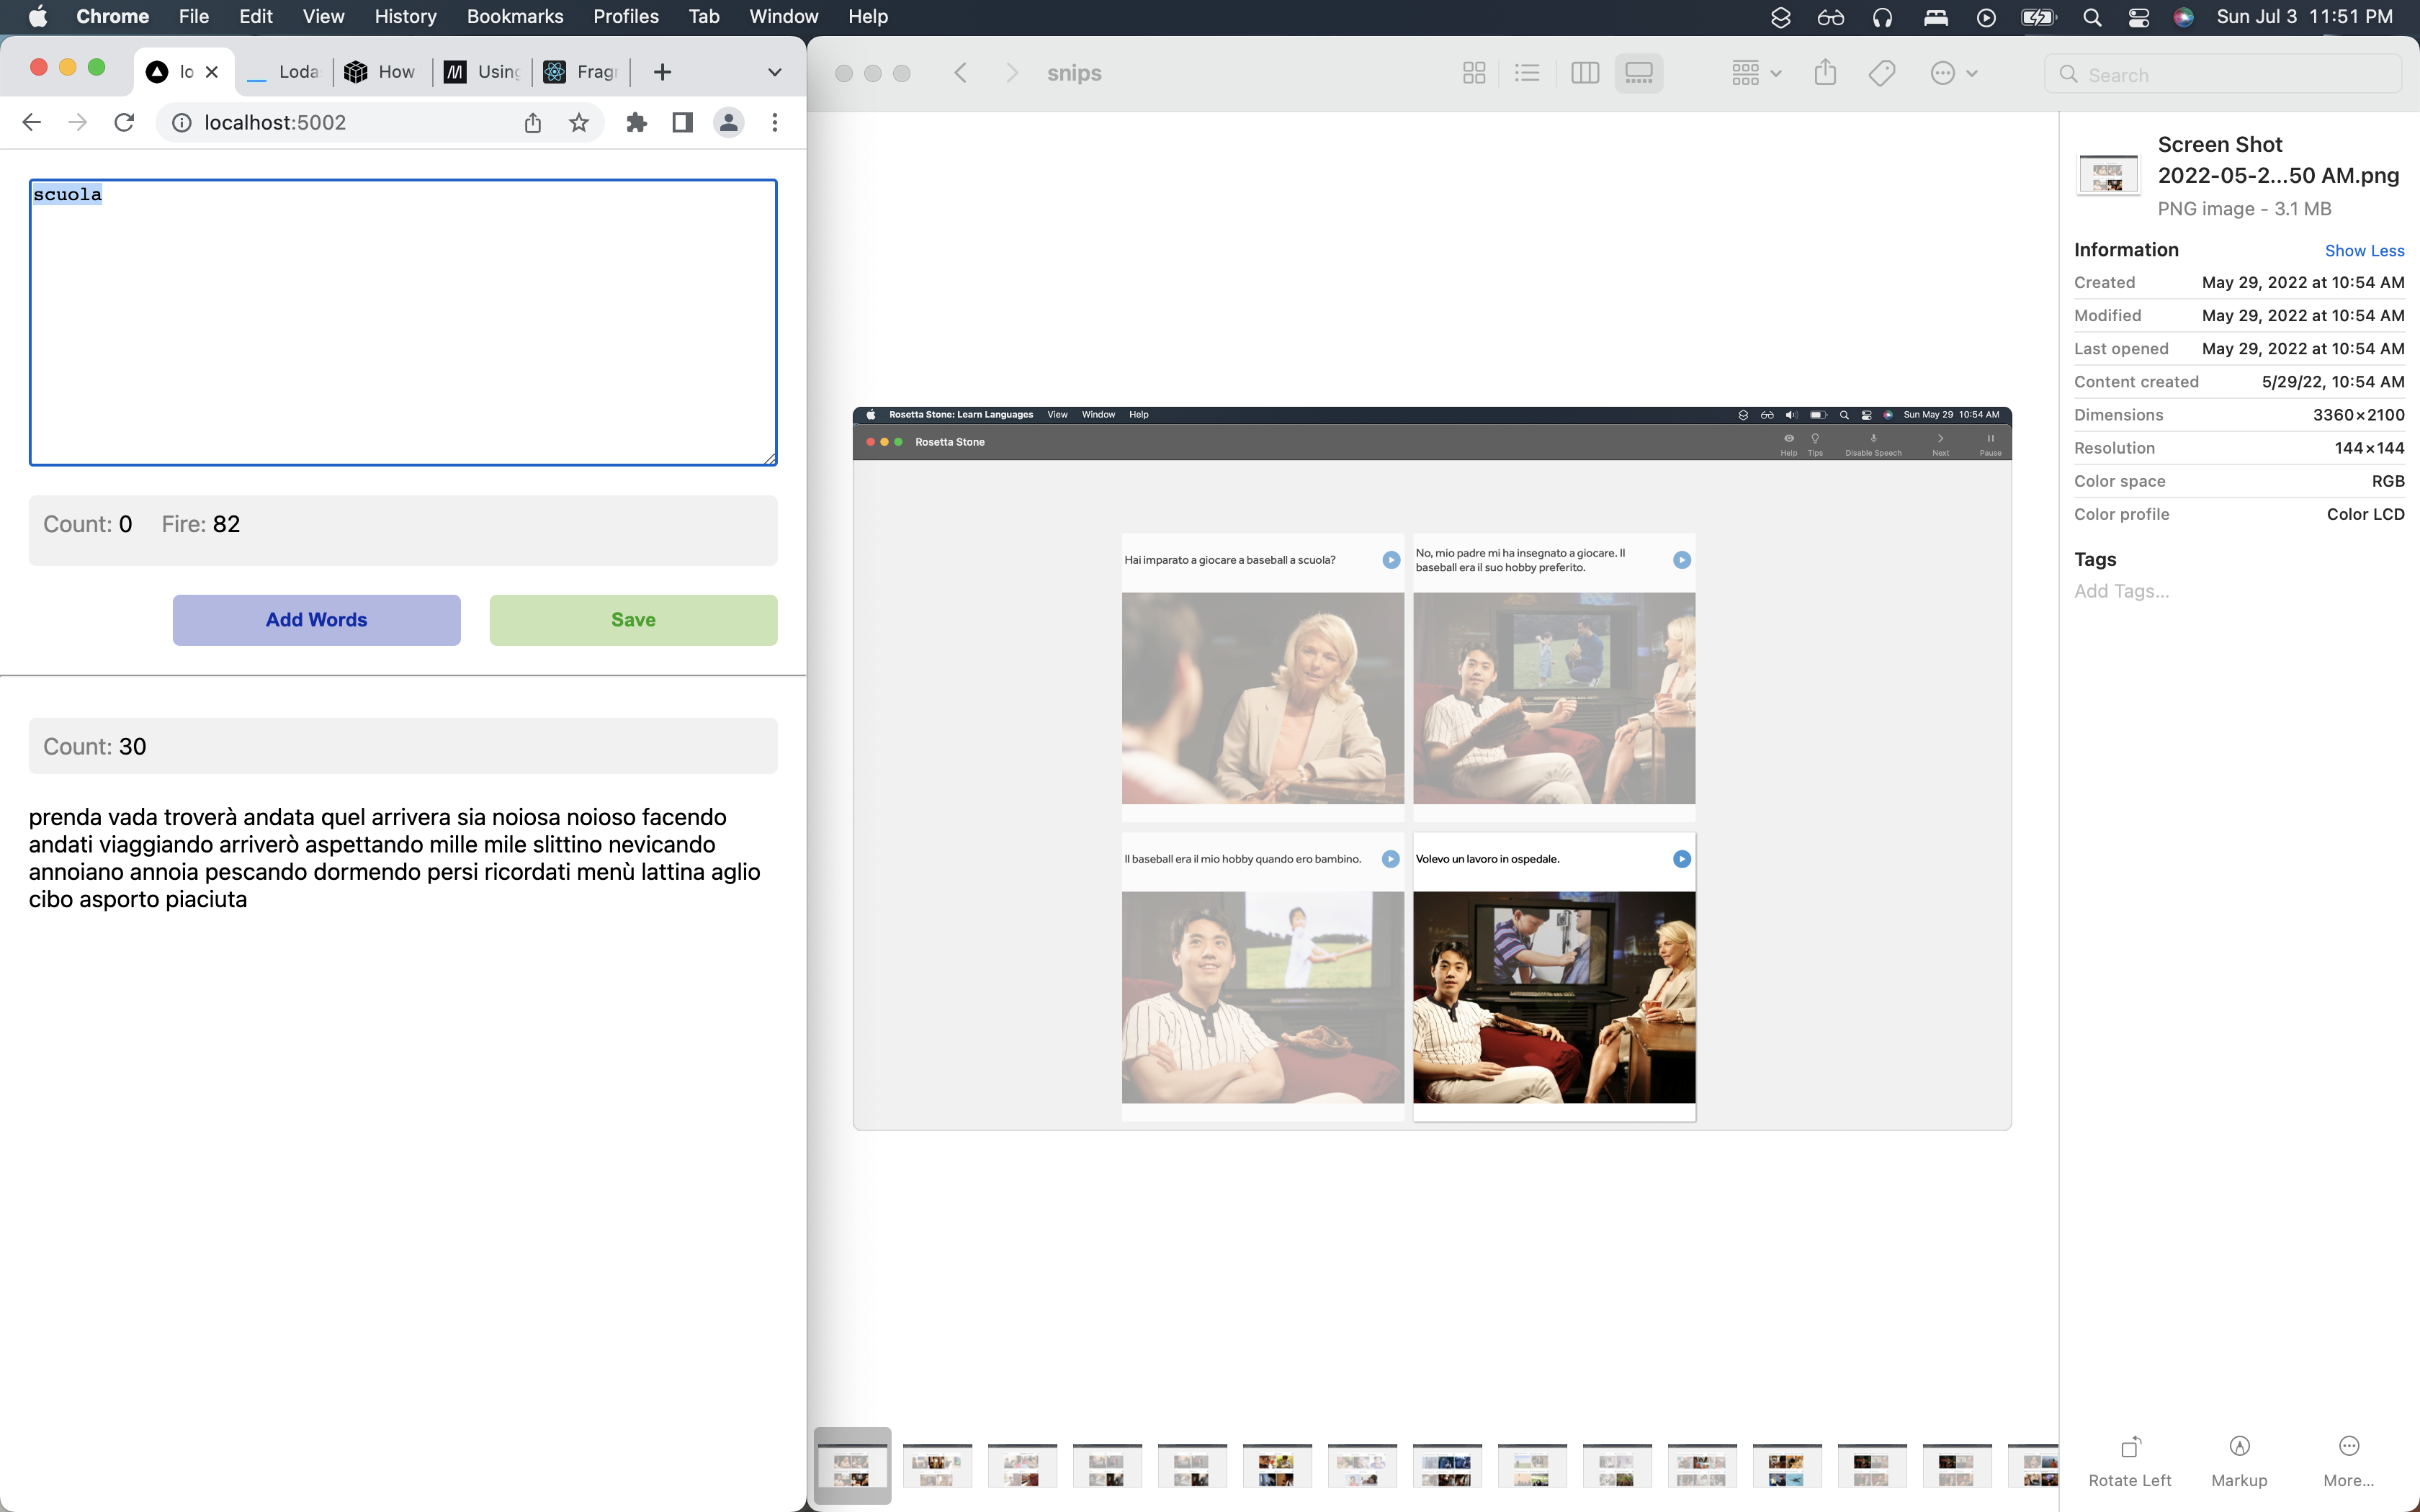 Chrome File Edit View History Bookmarks Profiles Tab Window Help Sun Jul 3 11:51 PM
lo Loda How Using Fragr
localhost:5002
scuola
Count: 0 Fire: 82
Add Words Save
Count: 30
prenda vada troverà andata quel arrivera sia noiosa noioso facendo
andati viaggiando arriverò aspettando mille mile slittino nevicando
annoiano annoia pescando dormendo persi ricordati menù lattina aglio
cibo asporto piaciuta
snips
Search
Rosetta Stone: Learn Languages View Window Help Sun May 29 10:54 AM
Rosetta Stone
Help Tips Disable Speech Next Pause
Hai imparato a giocare a baseball a scuola?
No, mio padre mi ha insegnato a giocare. Il
baseball era il suo hobby preferito.
Il baseball era il mio hobby quando ero bambino.
Volevo un lavoro in ospedale.
Screen Shot
2022-05-2...50 AM.png
PNG image - 3.1 MB
Information Show Less
Created May 29, 2022 at 10:54 AM
Modified May 29, 2022 at 10:54 AM
Last opened May 29, 2022 at 10:54 AM
Content created 5/29/22, 10:54 AM
Dimensions 3360×2100
Resolution 144×144
Color space RGB
Color profile Color LCD
Tags
Add Tags...
Rotate Left Markup More...